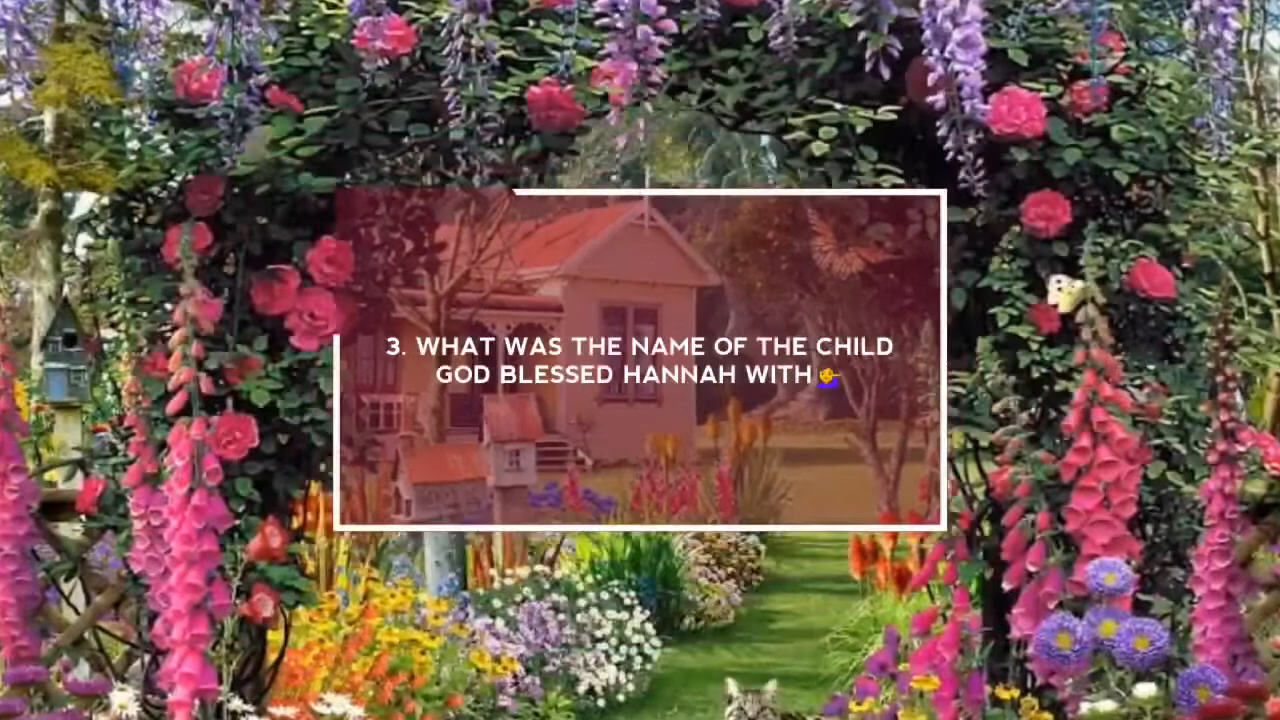 3. WHAT WAS THE NAME OF THE CHILD
GOD BLESSED HANNAH WITH💁